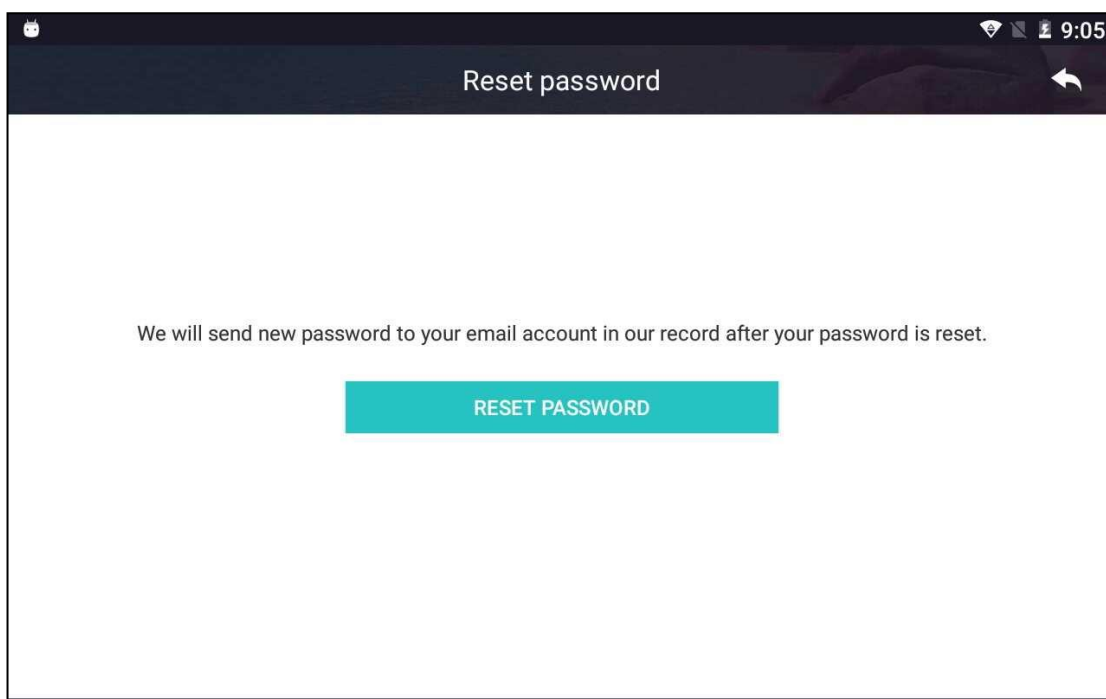 9:05
Reset password
We will send new password to your email account in our record after your password is reset.
RESET PASSWORD